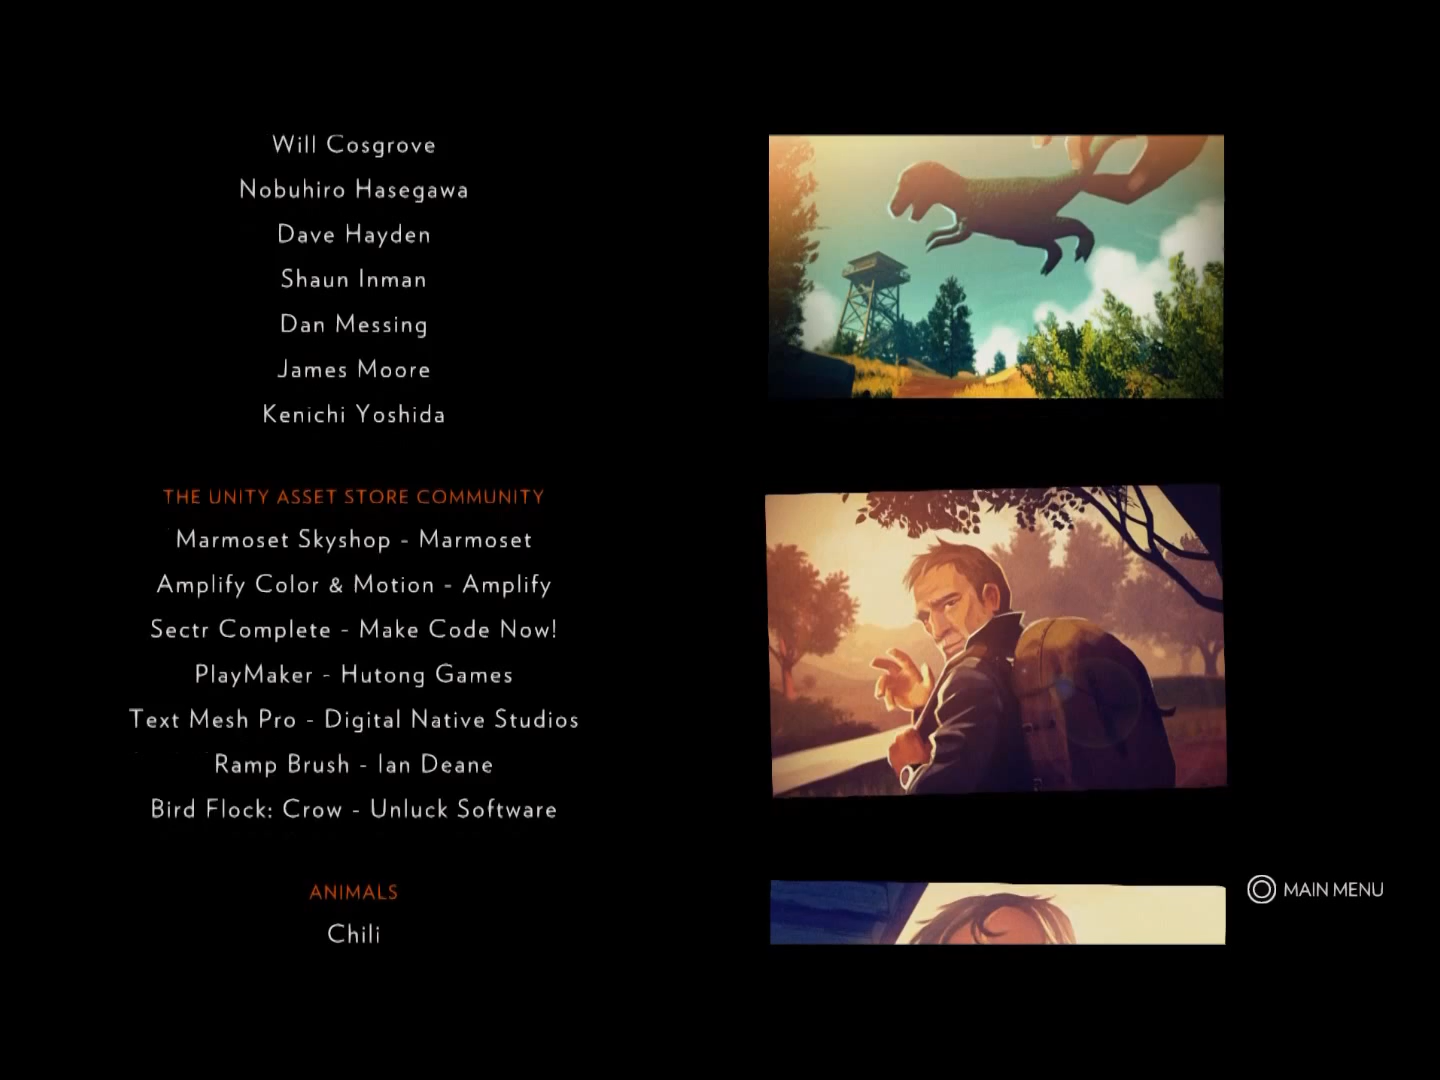 Will Cosgrove
Nobuhiro Hasegawa
Dave Hayden
Shaun Inman
Dan Messing
James Moore
Kenichi Yoshida
THE UNITY ASSET STORE COMMUNITY
Marmoset Skyshop - Marmoset
Amplify Color & Motion - Amplify
Sectr Complete - Make Code Now!
PlayMaker - Hutong Games
Text Mesh Pro - Digital Native Studios
Ramp Brush - Ian Deane
Bird Flock: Crow - Unluck Software
ANIMALS
MAIN MENU
Chili